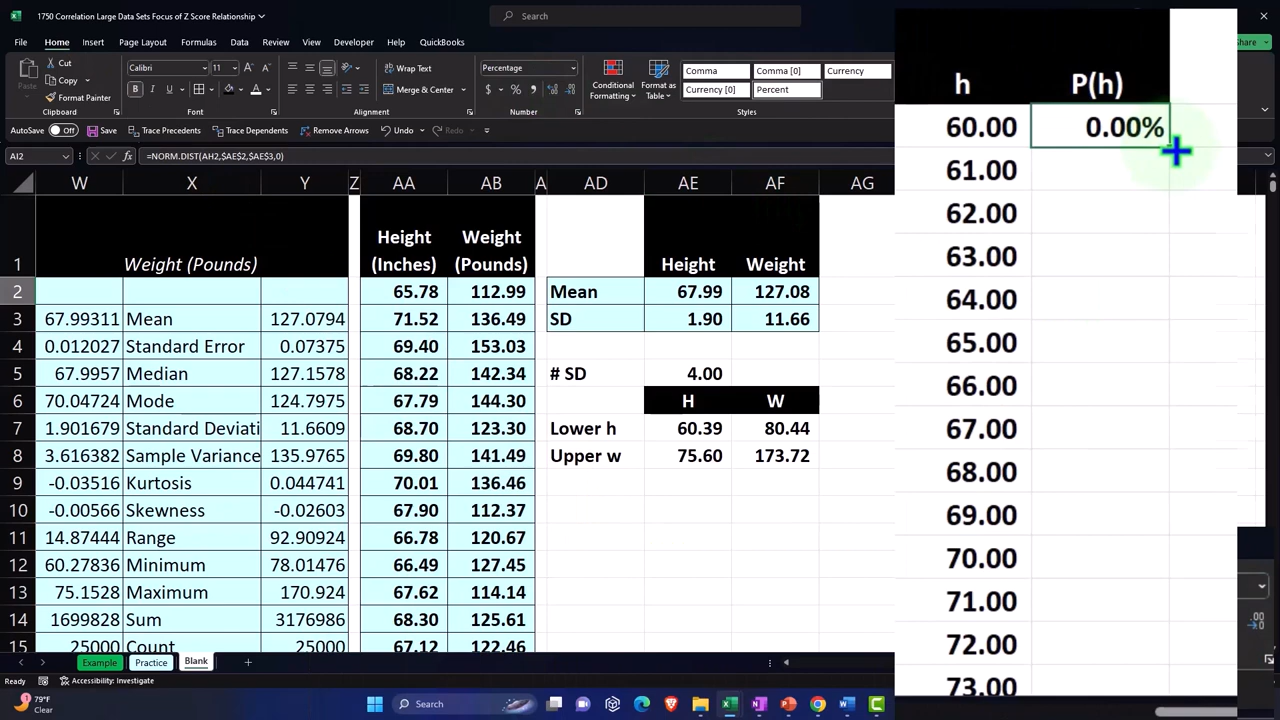 1750 Correlation Large Data Sets Focus of Z Score Relationship
Search
File Home Insert Page Layout Formulas Data Review View Developer Help QuickBooks
Share
Paste
Cut
Copy
Format Painter
Clipboard
Calibri 11
B I U
Font
Wrap Text
Merge & Center
Alignment
Percentage
Number
Conditional Formatting
Format as Table
Comma Comma [0] Currency
Currency [0] Percent
Styles
AutoSave Off Trace Precedents Trace Dependents Remove Arrows Undo Redo
AI2 fx =NORM.DIST(AH2,$AE$2,$AE$3,0)
W X Y Z AA AB A AD AE AF AG
1 Weight (Pounds) Height (Inches) Weight (Pounds) Height Weight
2 65.78 112.99 Mean 67.99 127.08
3 67.99311 Mean 127.0794 71.52 136.49 SD 1.90 11.66
4 0.012027 Standard Error 0.07375 69.40 153.03
5 67.9957 Median 127.1578 68.22 142.34 # SD 4.00
6 70.04724 Mode 124.7975 67.79 144.30 H W
7 1.901679 Standard Deviati 11.6609 68.70 123.30 Lower h 60.39 80.44
8 3.616382 Sample Variance 135.9765 69.80 141.49 Upper w 75.60 173.72
9 -0.03516 Kurtosis 0.044741 70.01 136.46
10 -0.00566 Skewness -0.02603 67.90 112.37
11 14.87444 Range 92.90924 66.78 120.67
12 60.27836 Minimum 78.01476 66.49 127.45
13 75.1528 Maximum 170.924 67.62 114.14
14 1699828 Sum 3176986 68.30 125.61
15 25000 Count 25000 67.12 122.46
h P(h)
60.00 0.00%
61.00
62.00
63.00
64.00
65.00
66.00
67.00
68.00
69.00
70.00
71.00
72.00
73.00
Example Practice Blank
Ready Accessibility: Investigate
79°F
Clear
Search